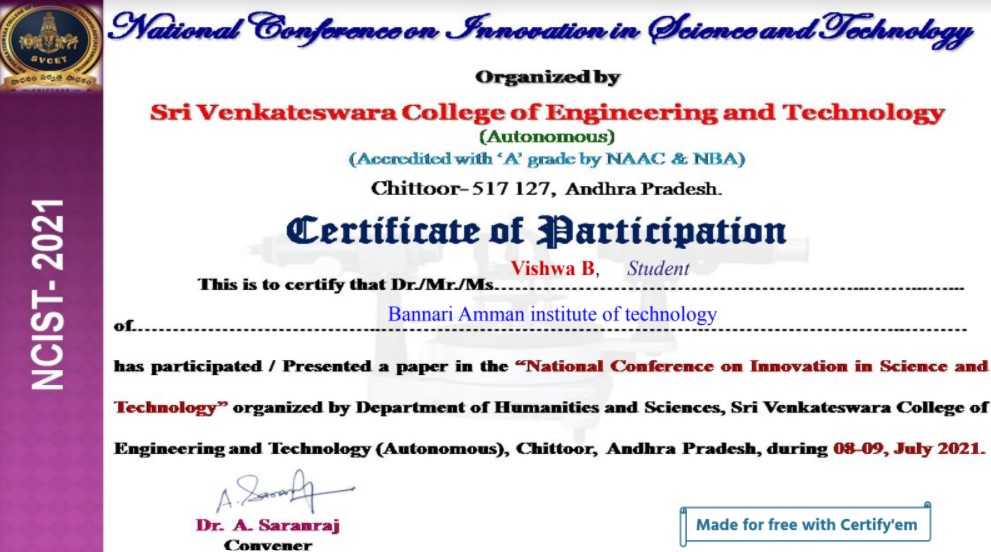 National Conference on Innovation in Science and Technology
Organized by
Sri Venkateswara College of Engineering and Technology
(Autonomous)
(Accredited with ‘A’ grade by NAAC & NBA)
Chittoor–517 127, Andhra Pradesh.
Certificate of Participation
Vishwa B, Student
This is to certify that Dr./Mr./Ms.................................................................................
Bannari Amman institute of technology
of....................................................................................................................
has participated / Presented a paper in the “National Conference on Innovation in Science and
Technology” organized by Department of Humanities and Sciences, Sri Venkateswara College of
Engineering and Technology (Autonomous), Chittoor, Andhra Pradesh, during 08-09, July 2021.
A. Saranraj
Dr. A. Saranraj
Convener
Made for free with Certify'em
NCIST- 2021
SVCET